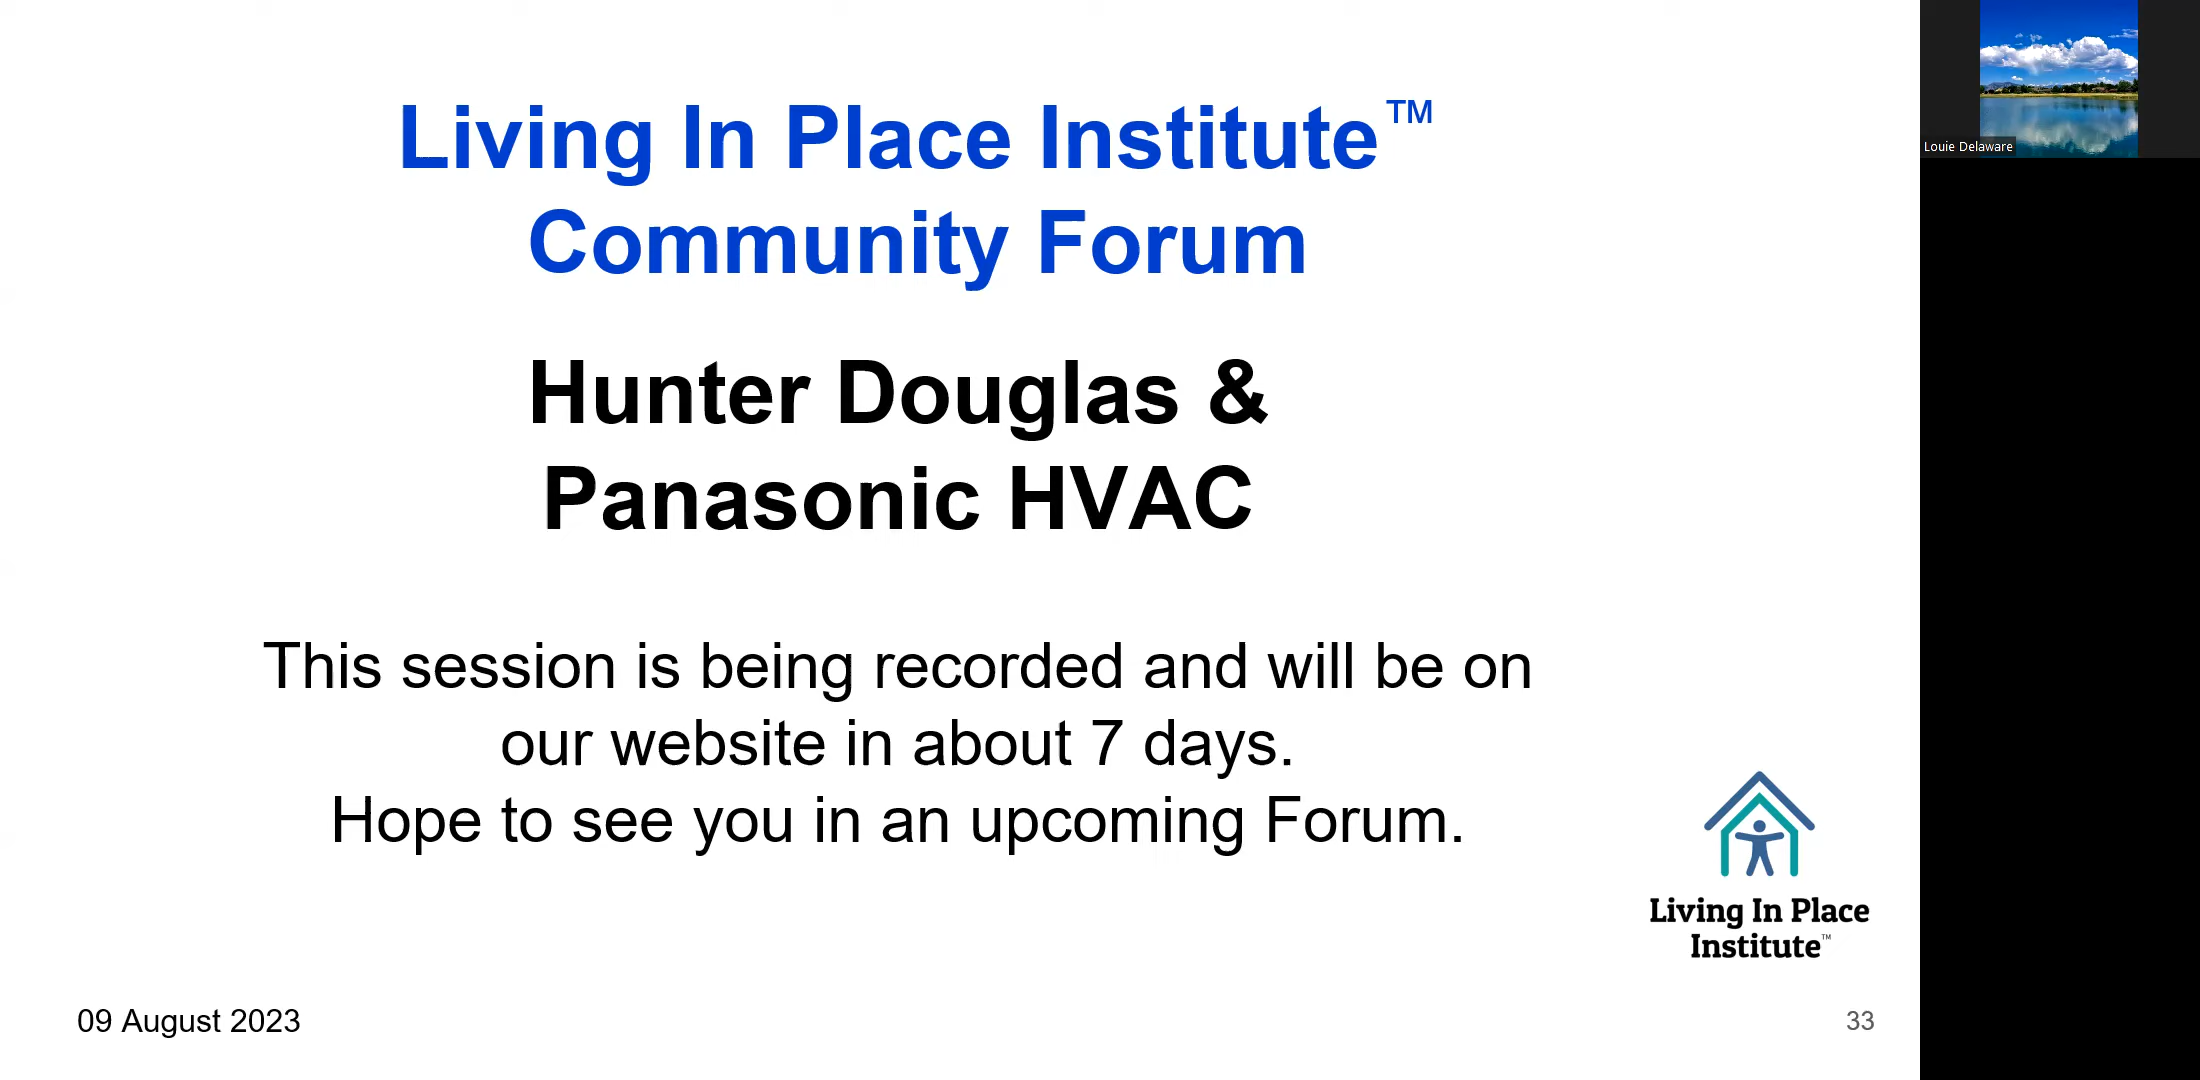 Living In Place Institute™
Community Forum
Hunter Douglas &
Panasonic HVAC
This session is being recorded and will be on
our website in about 7 days.
Hope to see you in an upcoming Forum.
Living In Place
Institute™
09 August 2023
33
Louie Delaware